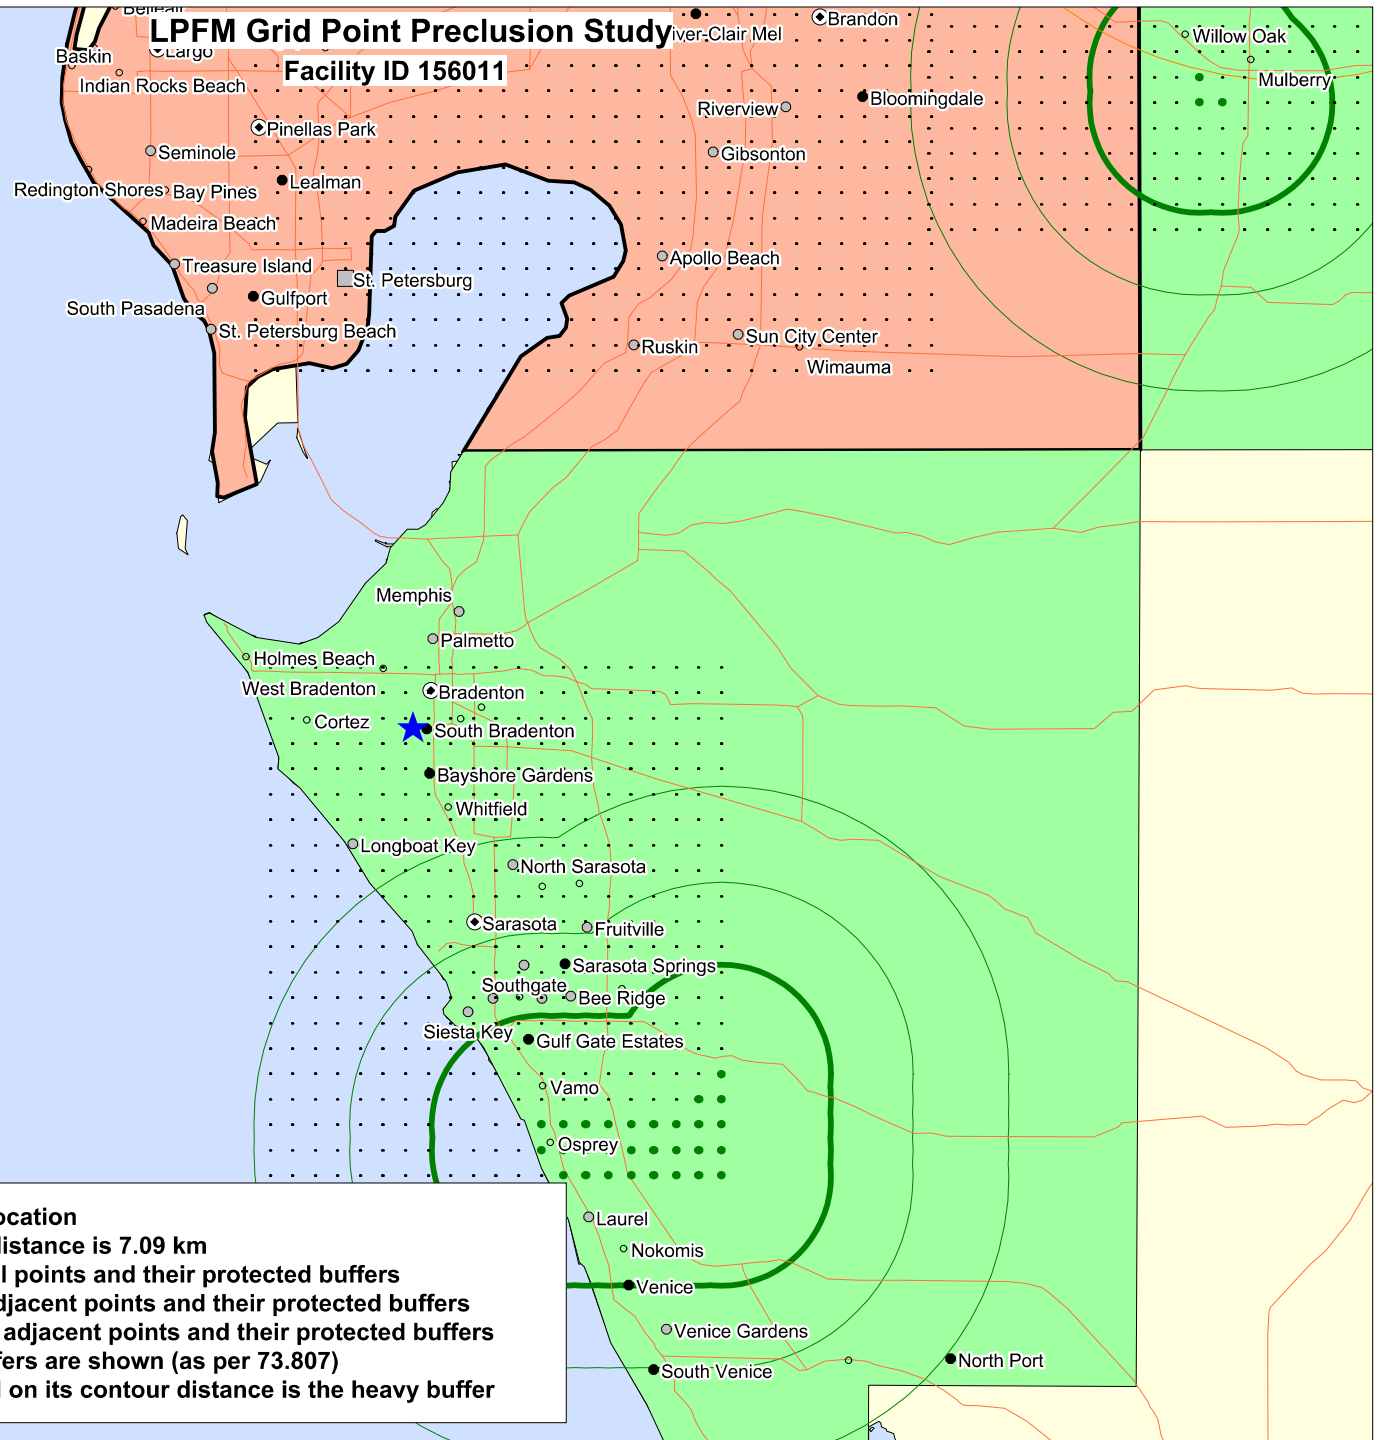 Belleair
LPFM Grid Point Preclusion Study
Facility ID 156011
Brandon
iver-Clair Mel
Willow Oak
Baskin
Largo
Mulberry
Indian Rocks Beach
Bloomingdale
Riverview
Pinellas Park
Seminole
Gibsonton
Lealman
Redington Shores
Bay Pines
Madeira Beach
Apollo Beach
Treasure Island
St. Petersburg
Gulfport
South Pasadena
St. Petersburg Beach
Sun City Center
Ruskin
Wimauma
Memphis
Palmetto
Holmes Beach
West Bradenton
Bradenton
Cortez
South Bradenton
Bayshore Gardens
Whitfield
Longboat Key
North Sarasota
Sarasota
Fruitville
Sarasota Springs
Southgate
Bee Ridge
Siesta Key
Gulf Gate Estates
Vamo
Osprey
Laurel
Nokomis
Venice
Venice Gardens
North Port
South Venice
ocation
distance is 7.09 km
l points and their protected buffers
djacent points and their protected buffers
adjacent points and their protected buffers
fers are shown (as per 73.807)
on its contour distance is the heavy buffer